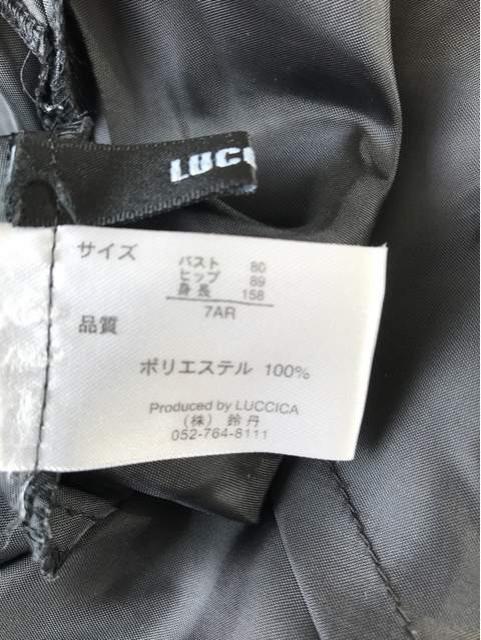 LUCC
サイズ
バスト 80
ヒップ 89
身長 158
7AR
品質
ポリエステル 100%
Produced by LUCCICA
(株) 鈴丹
052-764-8111